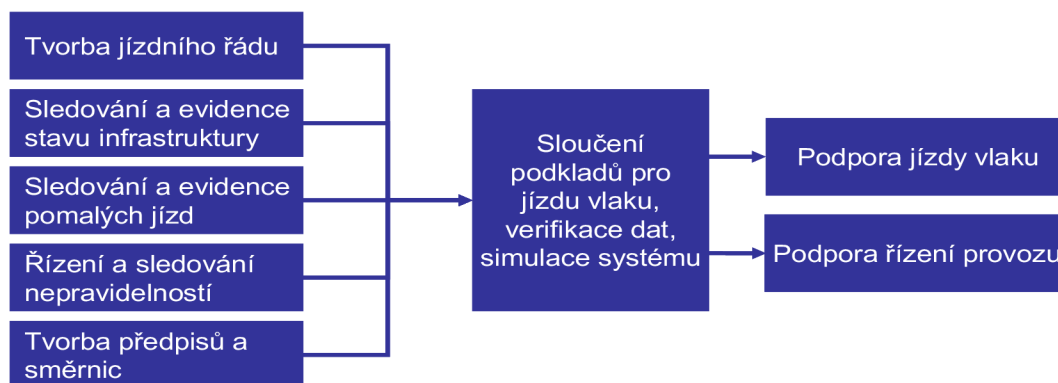 Tvorba jízdního řádu
Sledování a evidence
stavu infrastruktury
Sledování a evidence
pomalých jízd
Řízení a sledování
nepravidelností
Tvorba předpisů a
směrnic
Sloučení
podkladů pro
jízdu vlaku,
verifikace dat,
simulace systému
Podpora jízdy vlaku
Podpora řízení provozu